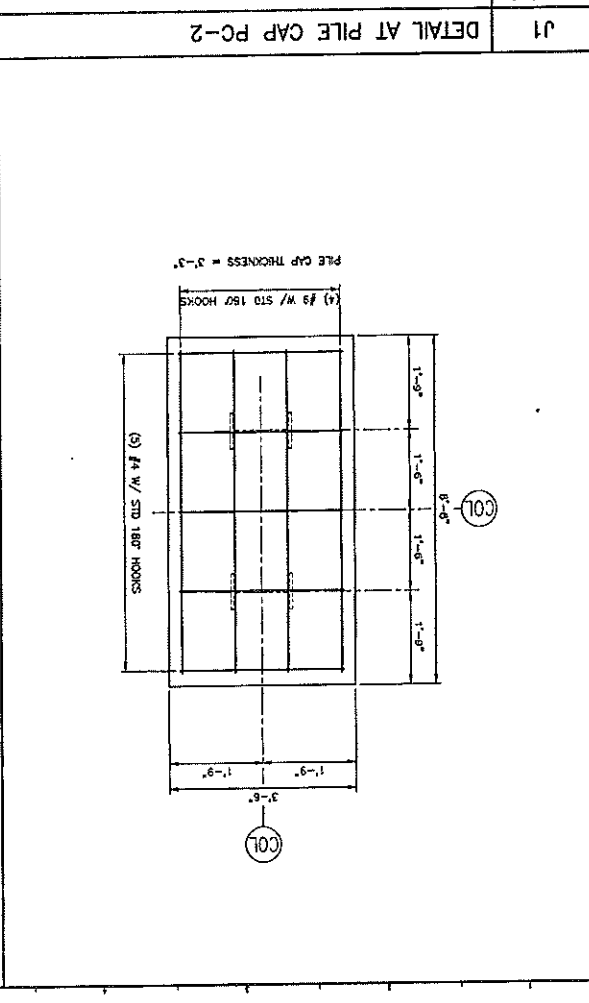 COL
3'-6"
1'-9" 1'-9"
1'-9"
1'-6"
1'-6"
1'-9"
6'-6"
COL
(5) #4 W/ STD 180° HOOKS
(4) #9 W/ STD 180° HOOKS
PILE CAP THICKNESS = 3'-3".
J1 DETAIL AT PILE CAP PC-2